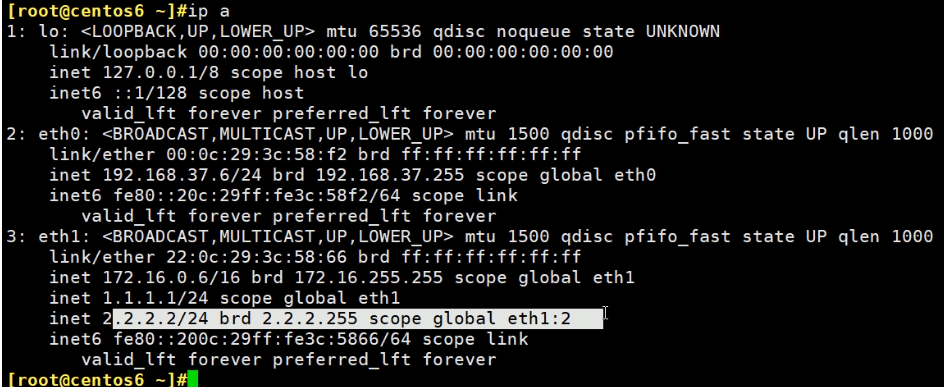 [root@centos6 ~]#ip a
1: lo: <LOOPBACK,UP,LOWER_UP> mtu 65536 qdisc noqueue state UNKNOWN
    link/loopback 00:00:00:00:00:00 brd 00:00:00:00:00:00
    inet 127.0.0.1/8 scope host lo
    inet6 ::1/128 scope host
       valid_lft forever preferred_lft forever
2: eth0: <BROADCAST,MULTICAST,UP,LOWER_UP> mtu 1500 qdisc pfifo_fast state UP qlen 1000
    link/ether 00:0c:29:3c:58:f2 brd ff:ff:ff:ff:ff:ff
    inet 192.168.37.6/24 brd 192.168.37.255 scope global eth0
    inet6 fe80::20c:29ff:fe3c:58f2/64 scope link
       valid_lft forever preferred_lft forever
3: eth1: <BROADCAST,MULTICAST,UP,LOWER_UP> mtu 1500 qdisc pfifo_fast state UP qlen 1000
    link/ether 22:0c:29:3c:58:66 brd ff:ff:ff:ff:ff:ff
    inet 172.16.0.6/16 brd 172.16.255.255 scope global eth1
    inet 1.1.1.1/24 scope global eth1
    inet 2.2.2.2/24 brd 2.2.2.255 scope global eth1:2
    inet6 fe80::200c:29ff:fe3c:5866/64 scope link
       valid_lft forever preferred_lft forever
[root@centos6 ~]#